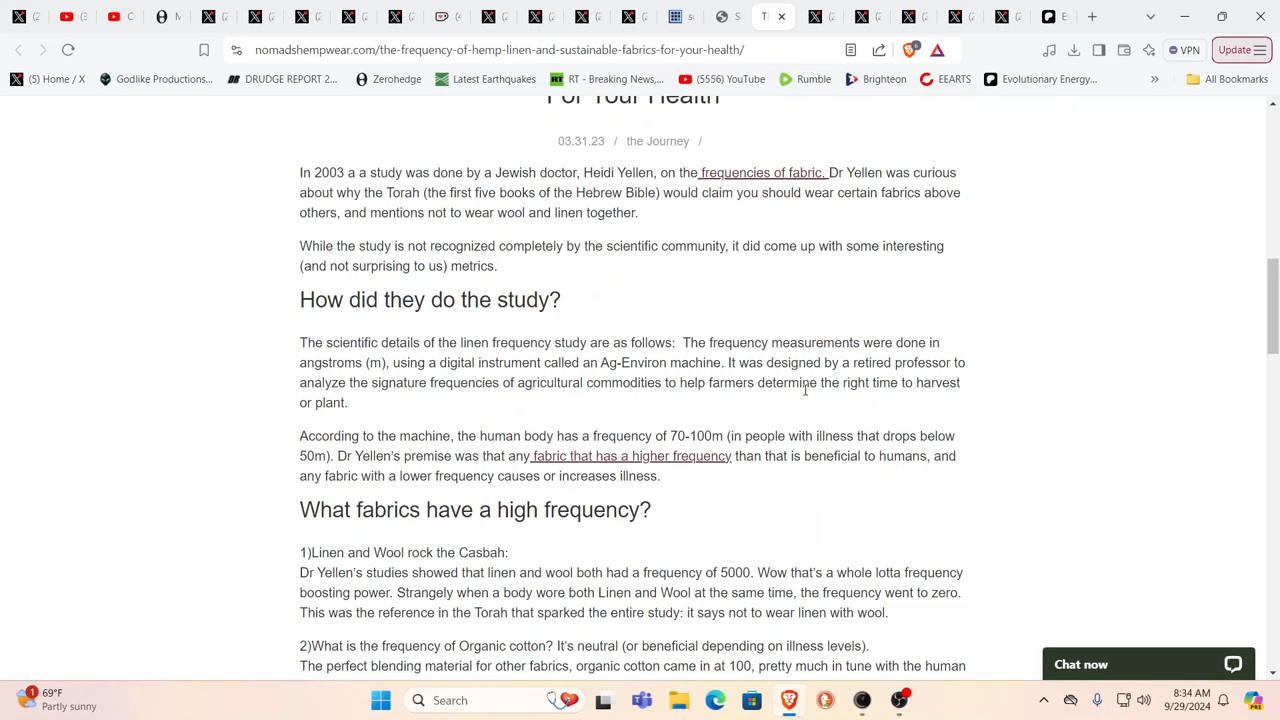 nomadshempwear.com/the-frequency-of-hemp-linen-and-sustainable-fabrics-for-your-health/
VPN
Update
(5) Home / X
Godlike Productions...
DRUDGE REPORT 2...
Zerohedge
Latest Earthquakes
RT - Breaking News,...
(5556) YouTube
Rumble
Brighteon
EEARTS
Evolutionary Energy...
All Bookmarks
For Your Health
03.31.23 / the Journey /
In 2003 a a study was done by a Jewish doctor, Heidi Yellen, on the frequencies of fabric. Dr Yellen was curious
about why the Torah (the first five books of the Hebrew Bible) would claim you should wear certain fabrics above
others, and mentions not to wear wool and linen together.
While the study is not recognized completely by the scientific community, it did come up with some interesting
(and not surprising to us) metrics.
How did they do the study?
The scientific details of the linen frequency study are as follows:  The frequency measurements were done in
angstroms (m), using a digital instrument called an Ag-Environ machine. It was designed by a retired professor to
analyze the signature frequencies of agricultural commodities to help farmers determine the right time to harvest
or plant.
According to the machine, the human body has a frequency of 70-100m (in people with illness that drops below
50m). Dr Yellen's premise was that any fabric that has a higher frequency than that is beneficial to humans, and
any fabric with a lower frequency causes or increases illness.
What fabrics have a high frequency?
1)Linen and Wool rock the Casbah:
Dr Yellen's studies showed that linen and wool both had a frequency of 5000. Wow that's a whole lotta frequency
boosting power. Strangely when a body wore both Linen and Wool at the same time, the frequency went to zero.
This was the reference in the Torah that sparked the entire study: it says not to wear linen with wool.
2)What is the frequency of Organic cotton? It's neutral (or beneficial depending on illness levels).
The perfect blending material for other fabrics, organic cotton came in at 100, pretty much in tune with the human
Chat now
69°F
Partly sunny
Search
8:34 AM
9/29/2024